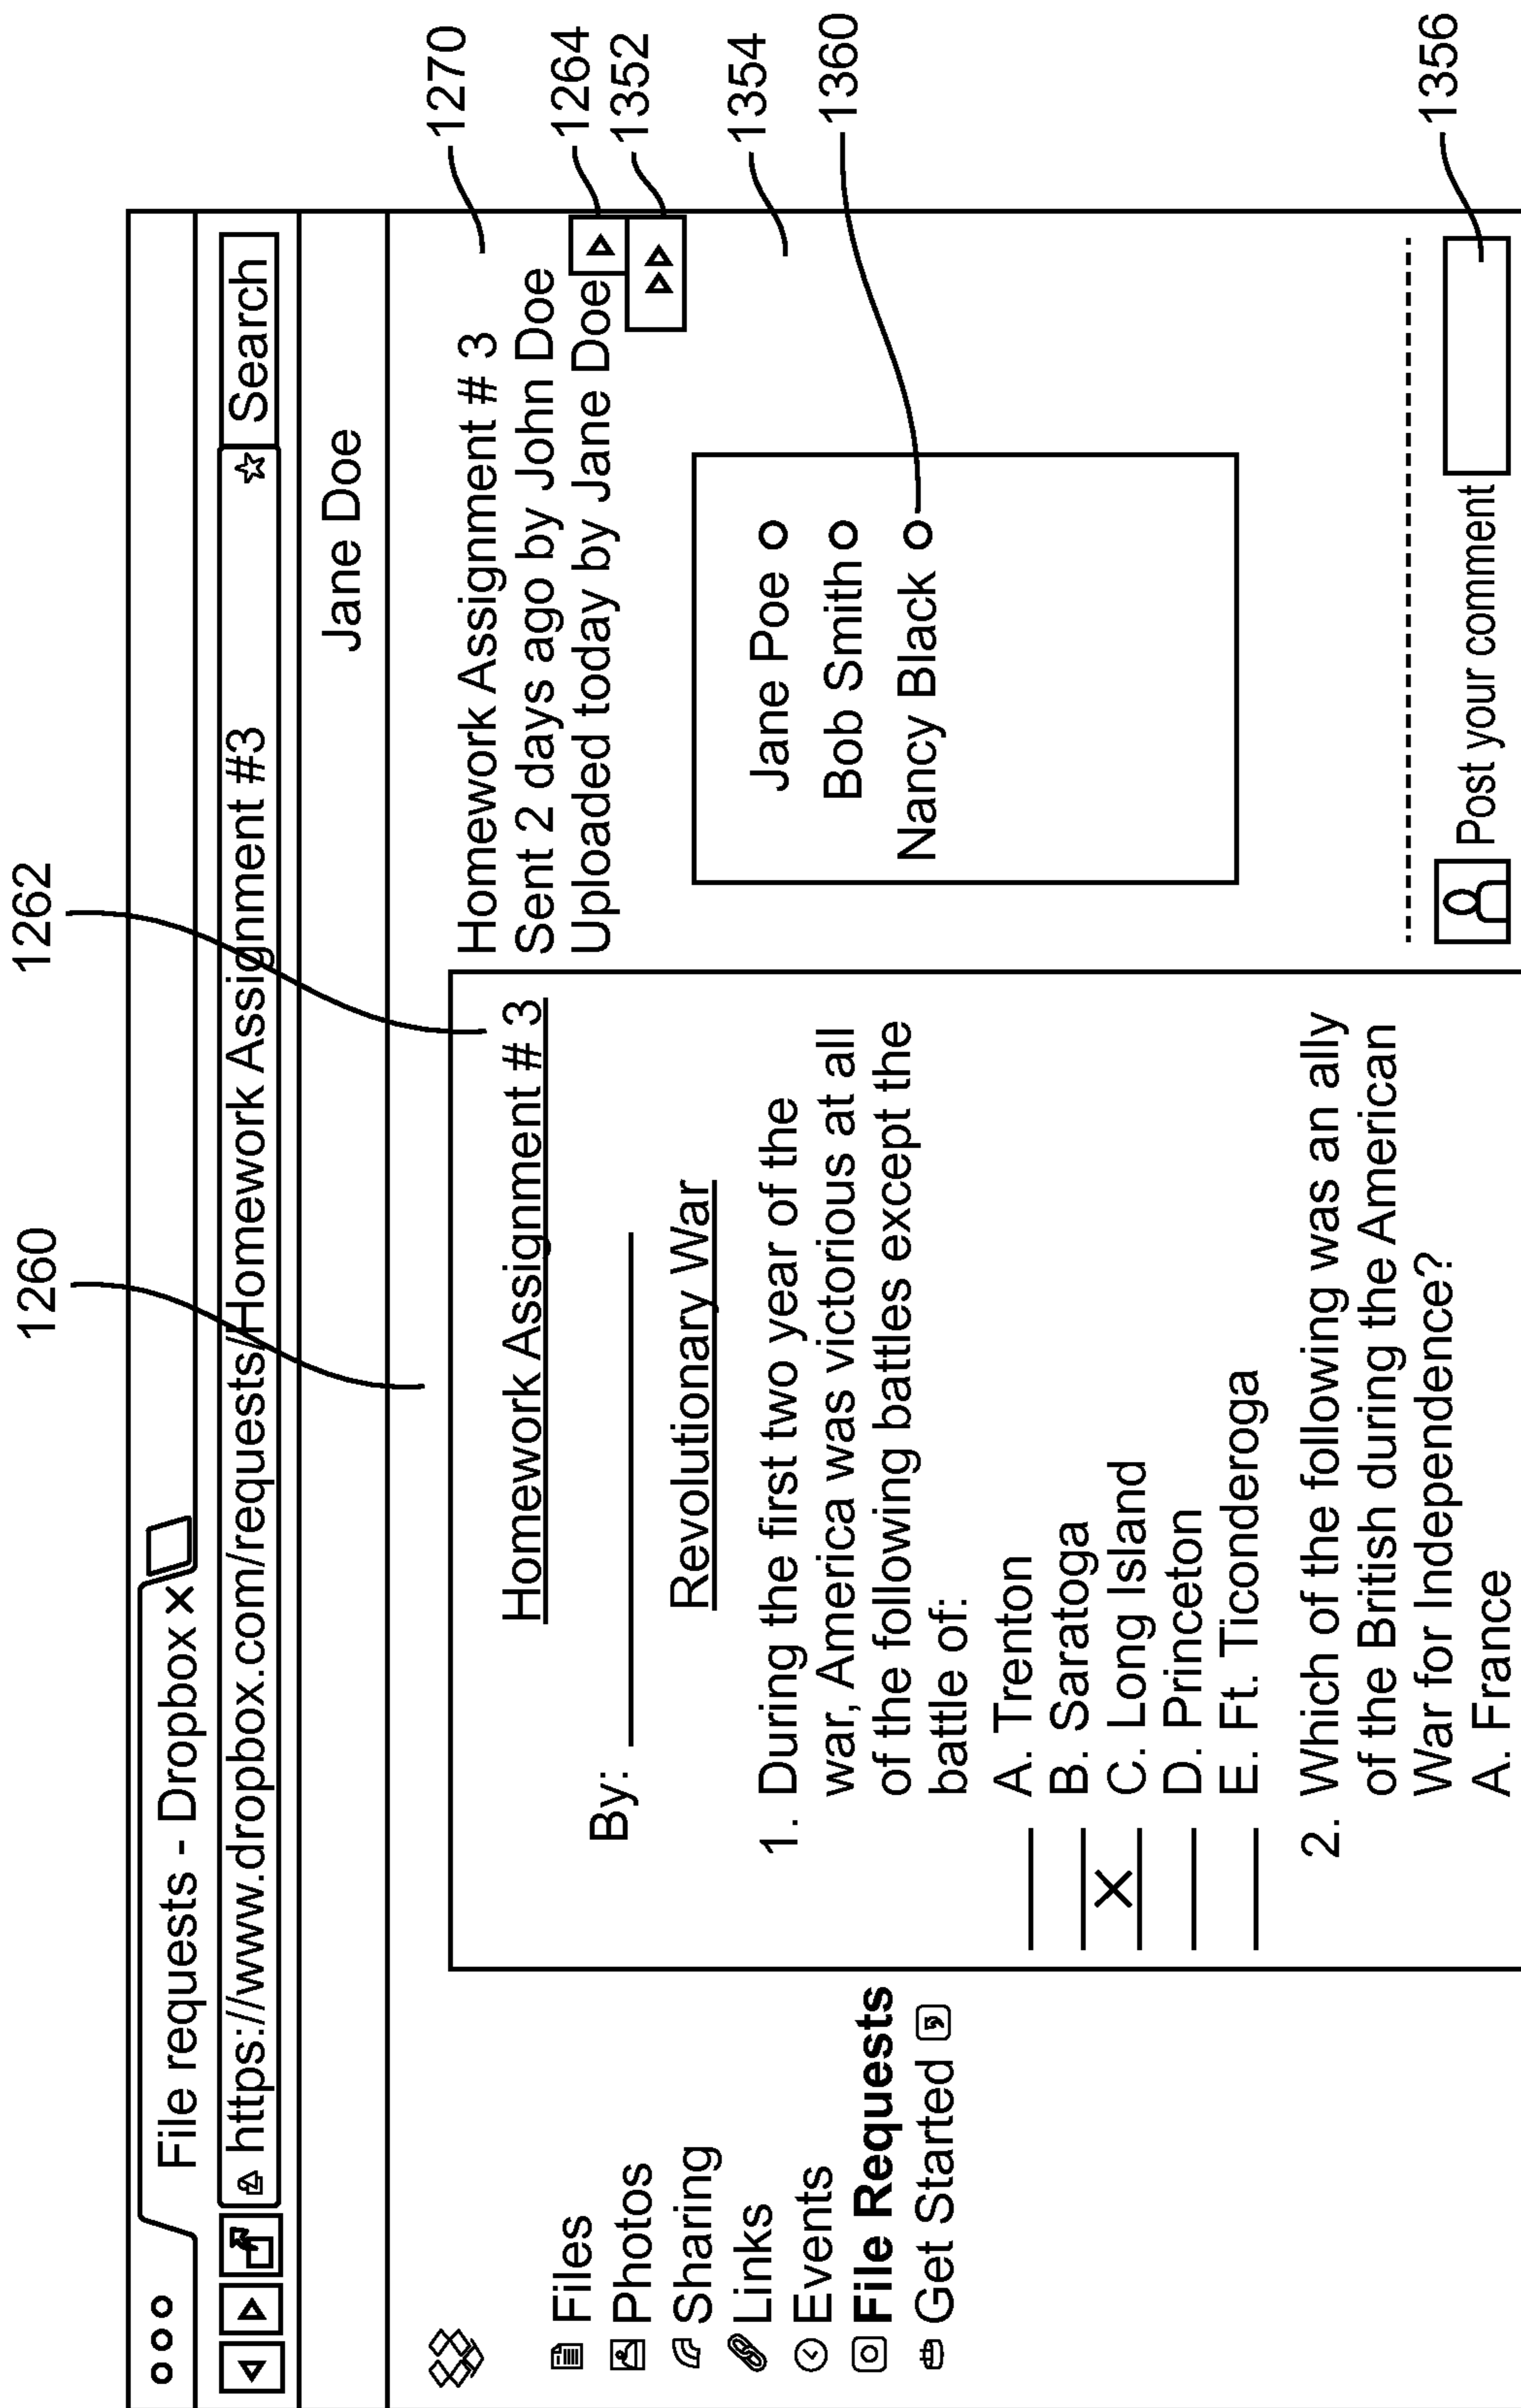 1260
1262
File requests - Dropbox X
https://www.dropbox.com/requests/Homework Assignment #3
Search
Jane Doe
Files
Photos
Sharing
Links
Events
File Requests
Get Started
Homework Assignment # 3
By:
Revolutionary War
1. During the first two year of the
war, America was victorious at all
of the following battles except the
battle of:
A. Trenton
B. Saratoga
X C. Long Island
D. Princeton
E. Ft. Ticonderoga
2. Which of the following was an ally
of the British during the American
War for Independence?
A. France
Homework Assignment # 3
Sent 2 days ago by John Doe
Uploaded today by Jane Doe
Jane Poe
Bob Smith
Nancy Black
Post your comment
1270
1264
1352
1354
1360
1356